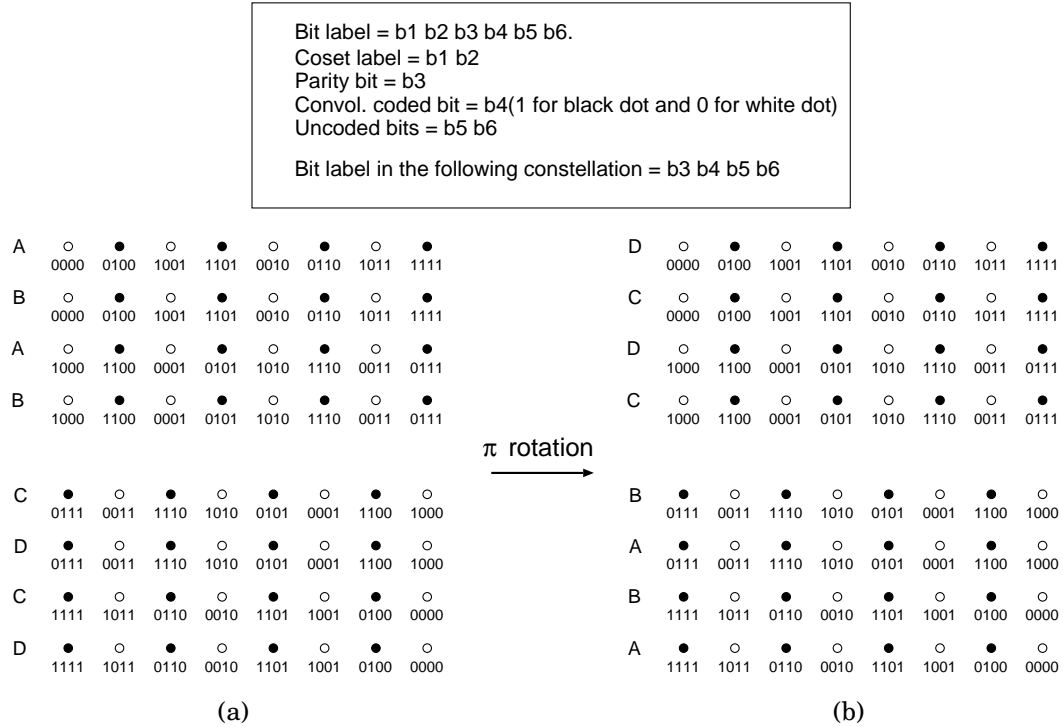 Bit label = b1 b2 b3 b4 b5 b6.
Coset label = b1 b2
Parity bit = b3
Convol. coded bit = b4(1 for black dot and 0 for white dot)
Uncoded bits = b5 b6
Bit label in the following constellation = b3 b4 b5 b6
A
0000 0100 1001 1101 0010 0110 1011 1111
B
0000 0100 1001 1101 0010 0110 1011 1111
A
1000 1100 0001 0101 1010 1110 0011 0111
B
1000 1100 0001 0101 1010 1110 0011 0111
C
0111 0011 1110 1010 0101 0001 1100 1000
D
0111 0011 1110 1010 0101 0001 1100 1000
C
1111 1011 0110 0010 1101 1001 0100 0000
D
1111 1011 0110 0010 1101 1001 0100 0000
(a)
π rotation
D
0000 0100 1001 1101 0010 0110 1011 1111
C
0000 0100 1001 1101 0010 0110 1011 1111
D
1000 1100 0001 0101 1010 1110 0011 0111
C
1000 1100 0001 0101 1010 1110 0011 0111
B
0111 0011 1110 1010 0101 0001 1100 1000
A
0111 0011 1110 1010 0101 0001 1100 1000
B
1111 1011 0110 0010 1101 1001 0100 0000
A
1111 1011 0110 0010 1101 1001 0100 0000
(b)